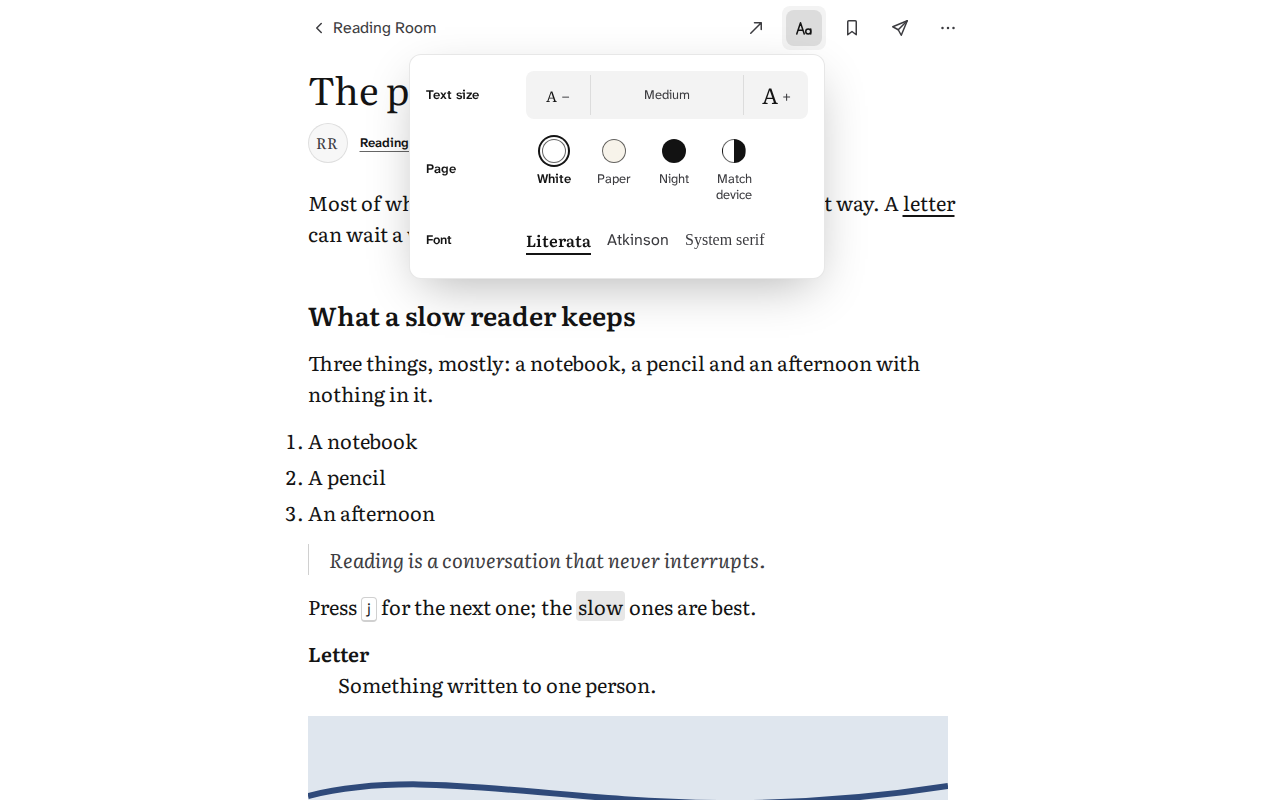 Reading Room
Aa
The p
RR
Reading
Text size
A −
Medium
A +
Page
White
Paper
Night
Match
device
Font
Literata
Atkinson
System serif
Most of wh
t way. A letter
can wait a
What a slow reader keeps
Three things, mostly: a notebook, a pencil and an afternoon with
nothing in it.
1. A notebook
2. A pencil
3. An afternoon
Reading is a conversation that never interrupts.
Press j for the next one; the slow ones are best.
Letter
Something written to one person.